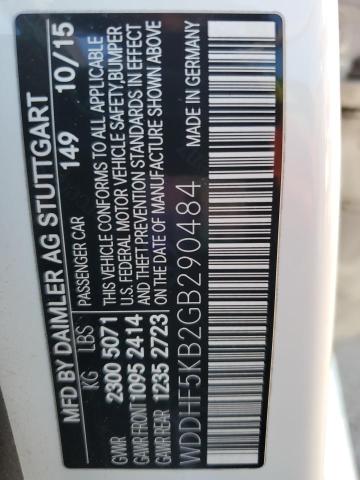 MFD BY DAIMLER AG STUTTGART
PASSENGER CAR 149 10/15
KG LBS
GVWR 2300 5071
GAWR FRONT 1095 2414
GAWR REAR 1235 2723
THIS VEHICLE CONFORMS TO ALL APPLICABLE
U.S. FEDERAL MOTOR VEHICLE SAFETY,BUMPER
AND THEFT PREVENTION STANDARDS IN EFFECT
ON THE DATE OF MANUFACTURE SHOWN ABOVE
WDDHF5KB2GB290484 MADE IN GERMANY